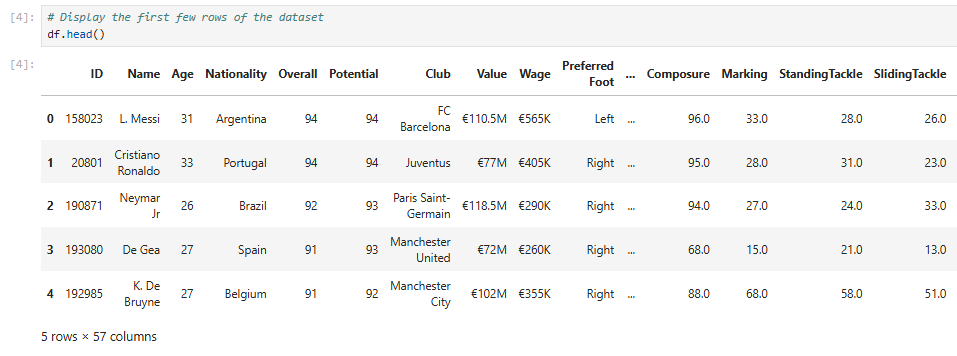 [4]: # Display the first few rows of the dataset
df.head()
[4]:
ID Name Age Nationality Overall Potential Club Value Wage Preferred Foot ... Composure Marking StandingTackle SlidingTackle
0 158023 L. Messi 31 Argentina 94 94 FC Barcelona €110.5M €565K Left ... 96.0 33.0 28.0 26.0
1 20801 Cristiano Ronaldo 33 Portugal 94 94 Juventus €77M €405K Right ... 95.0 28.0 31.0 23.0
2 190871 Neymar Jr 26 Brazil 92 93 Paris Saint-Germain €118.5M €290K Right ... 94.0 27.0 24.0 33.0
3 193080 De Gea 27 Spain 91 93 Manchester United €72M €260K Right ... 68.0 15.0 21.0 13.0
4 192985 K. De Bruyne 27 Belgium 91 92 Manchester City €102M €355K Right ... 88.0 68.0 58.0 51.0
5 rows × 57 columns